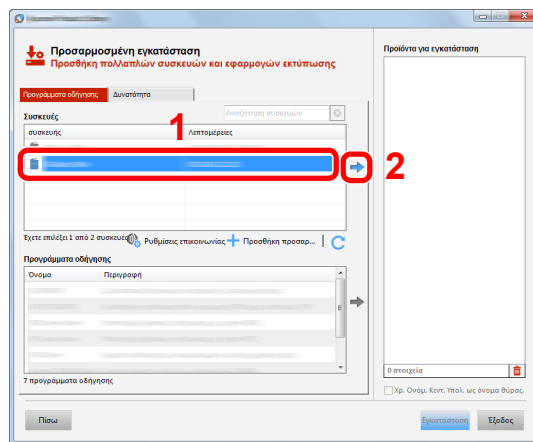 Προσαρμοσμένη εγκατάσταση
Προσθήκη πολλαπλών συσκευών και εφαρμογών εκτύπωσης
Προϊόντα για εγκατάσταση
Προγράμματα οδήγησης
Δυνατότητα
Συσκευές
Αναζήτηση συσκευών
συσκευής
Λεπτομέρειες
1
2
Έχετε επιλέξει 1 από 2 συσκευές
Ρυθμίσεις επικοινωνίας
Προσθήκη προσαρ...
Προγράμματα οδήγησης
Όνομα
Περιγραφή
7 προγράμματα οδήγησης
0 στοιχεία
Χρ. Ονόμ. Κεντ. Υπολ. ως όνομα θύρας.
Πίσω
Εγκατάσταση
Έξοδος